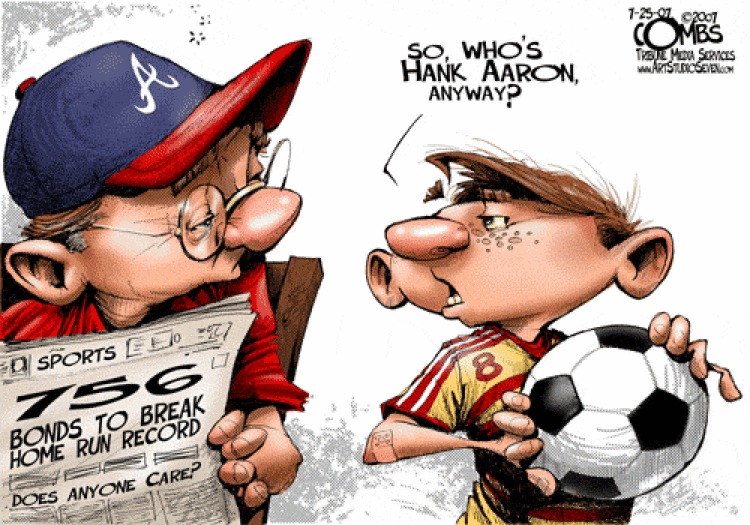 7-25-07 ©2007
COMBS
TRIBUNE MEDIA SERVICES
WWW.ARTSTUDIOSEVEN.COM
SO, WHO'S
HANK AARON,
ANYWAY?
A
8
SPORTS
756
BONDS TO BREAK
HOME RUN RECORD
DOES ANYONE CARE?